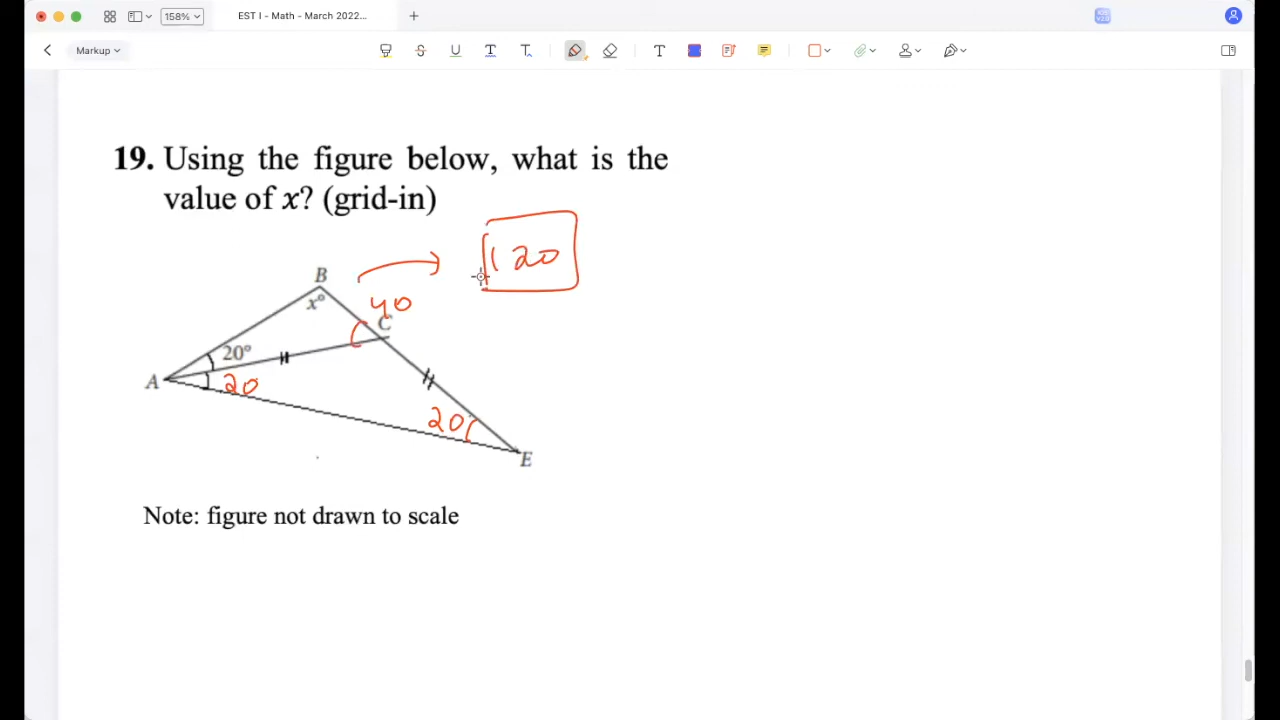 158%
EST I - Math - March 2022...
Markup
19. Using the figure below, what is the
value of x? (grid-in)
120
B
x°
40
C
20°
A
20
20
E
Note: figure not drawn to scale